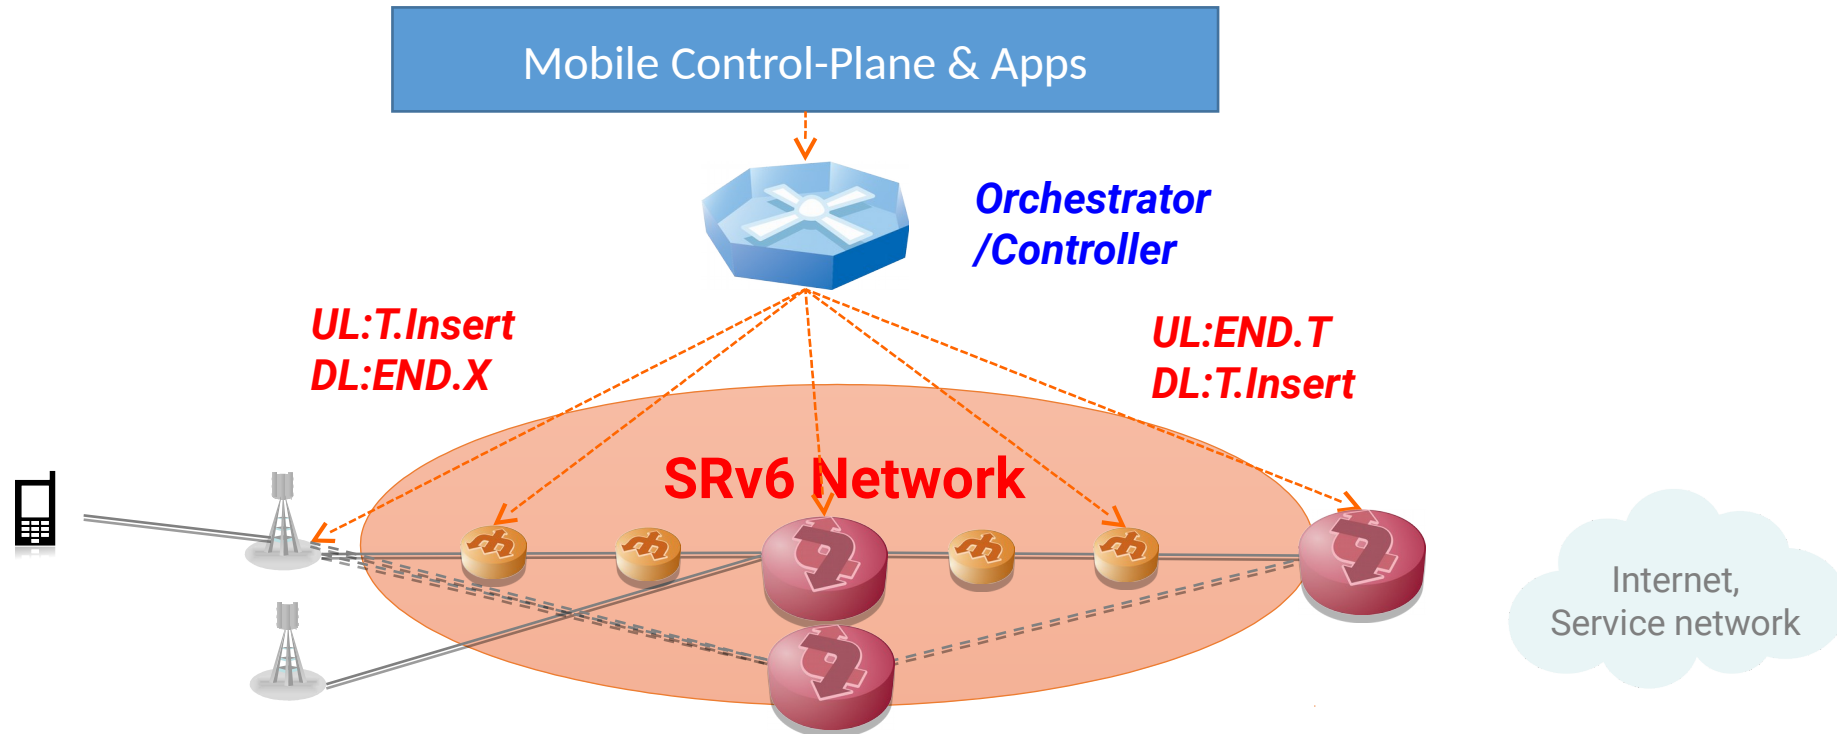 Mobile Control-Plane & Apps
Orchestrator
/Controller
UL:T.Insert
DL:END.X
UL:END.T
DL:T.Insert
SRv6 Network
Internet,
Service network